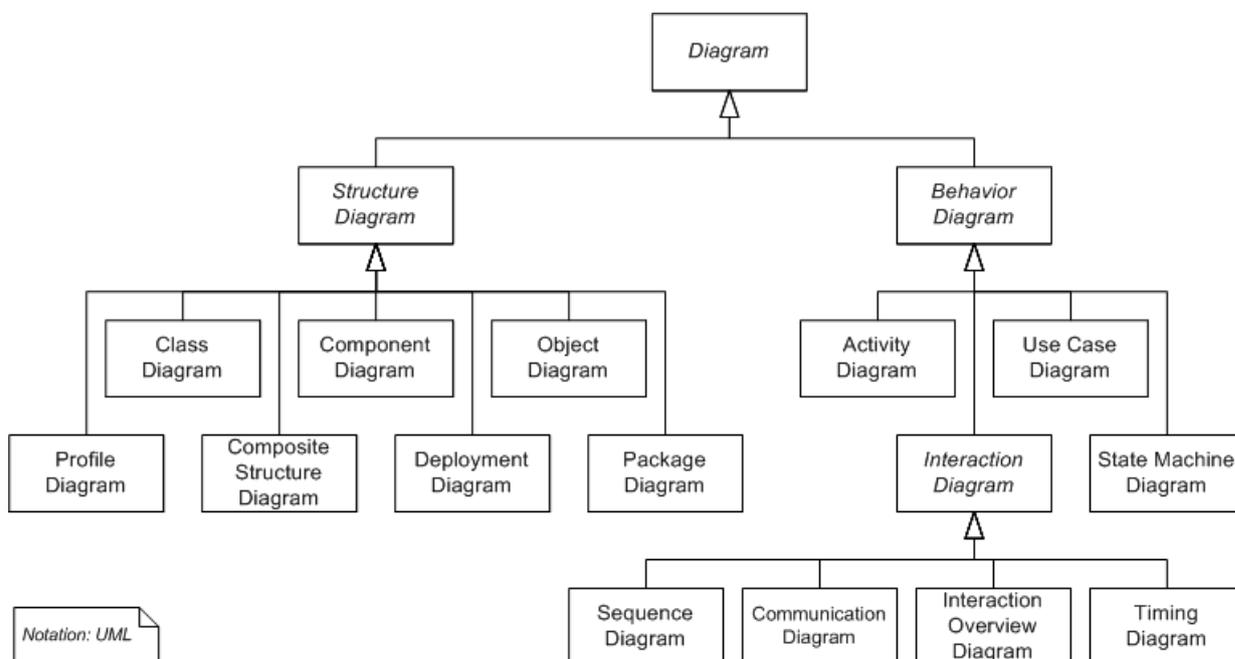 Diagram
Structure
Diagram
Behavior
Diagram
Class
Diagram
Component
Diagram
Object
Diagram
Activity
Diagram
Use Case
Diagram
Profile
Diagram
Composite
Structure
Diagram
Deployment
Diagram
Package
Diagram
Interaction
Diagram
State Machine
Diagram
Sequence
Diagram
Communication
Diagram
Interaction
Overview
Diagram
Timing
Diagram
Notation: UML